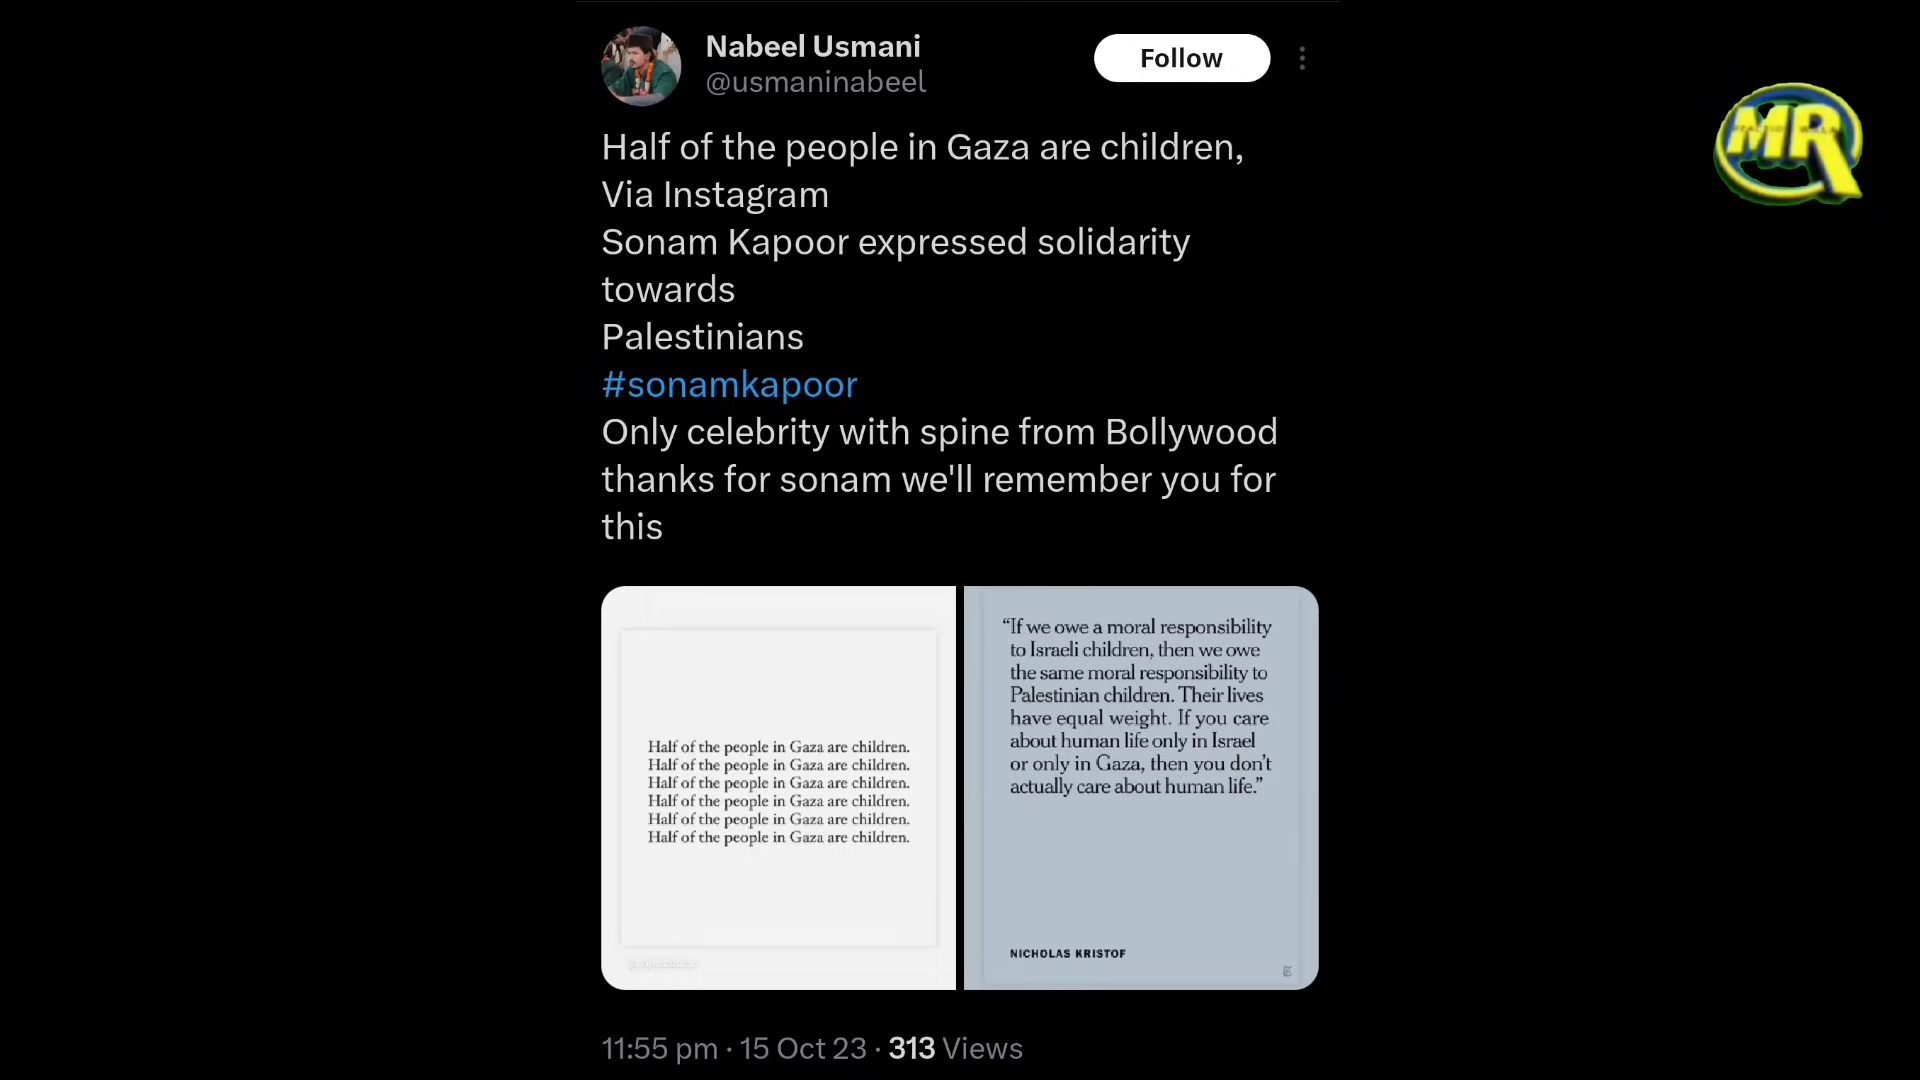 Nabeel Usmani
@usmaninabeel
Follow
MR
Half of the people in Gaza are children,
Via Instagram
Sonam Kapoor expressed solidarity
towards
Palestinians
#sonamkapoor
Only celebrity with spine from Bollywood
thanks for sonam we'll remember you for
this
Half of the people in Gaza are children.
Half of the people in Gaza are children.
Half of the people in Gaza are children.
Half of the people in Gaza are children.
Half of the people in Gaza are children.
Half of the people in Gaza are children.
“If we owe a moral responsibility
to Israeli children, then we owe
the same moral responsibility to
Palestinian children. Their lives
have equal weight. If you care
about human life only in Israel
or only in Gaza, then you don’t
actually care about human life.”
NICHOLAS KRISTOF
11:55 pm · 15 Oct 23 · 313 Views